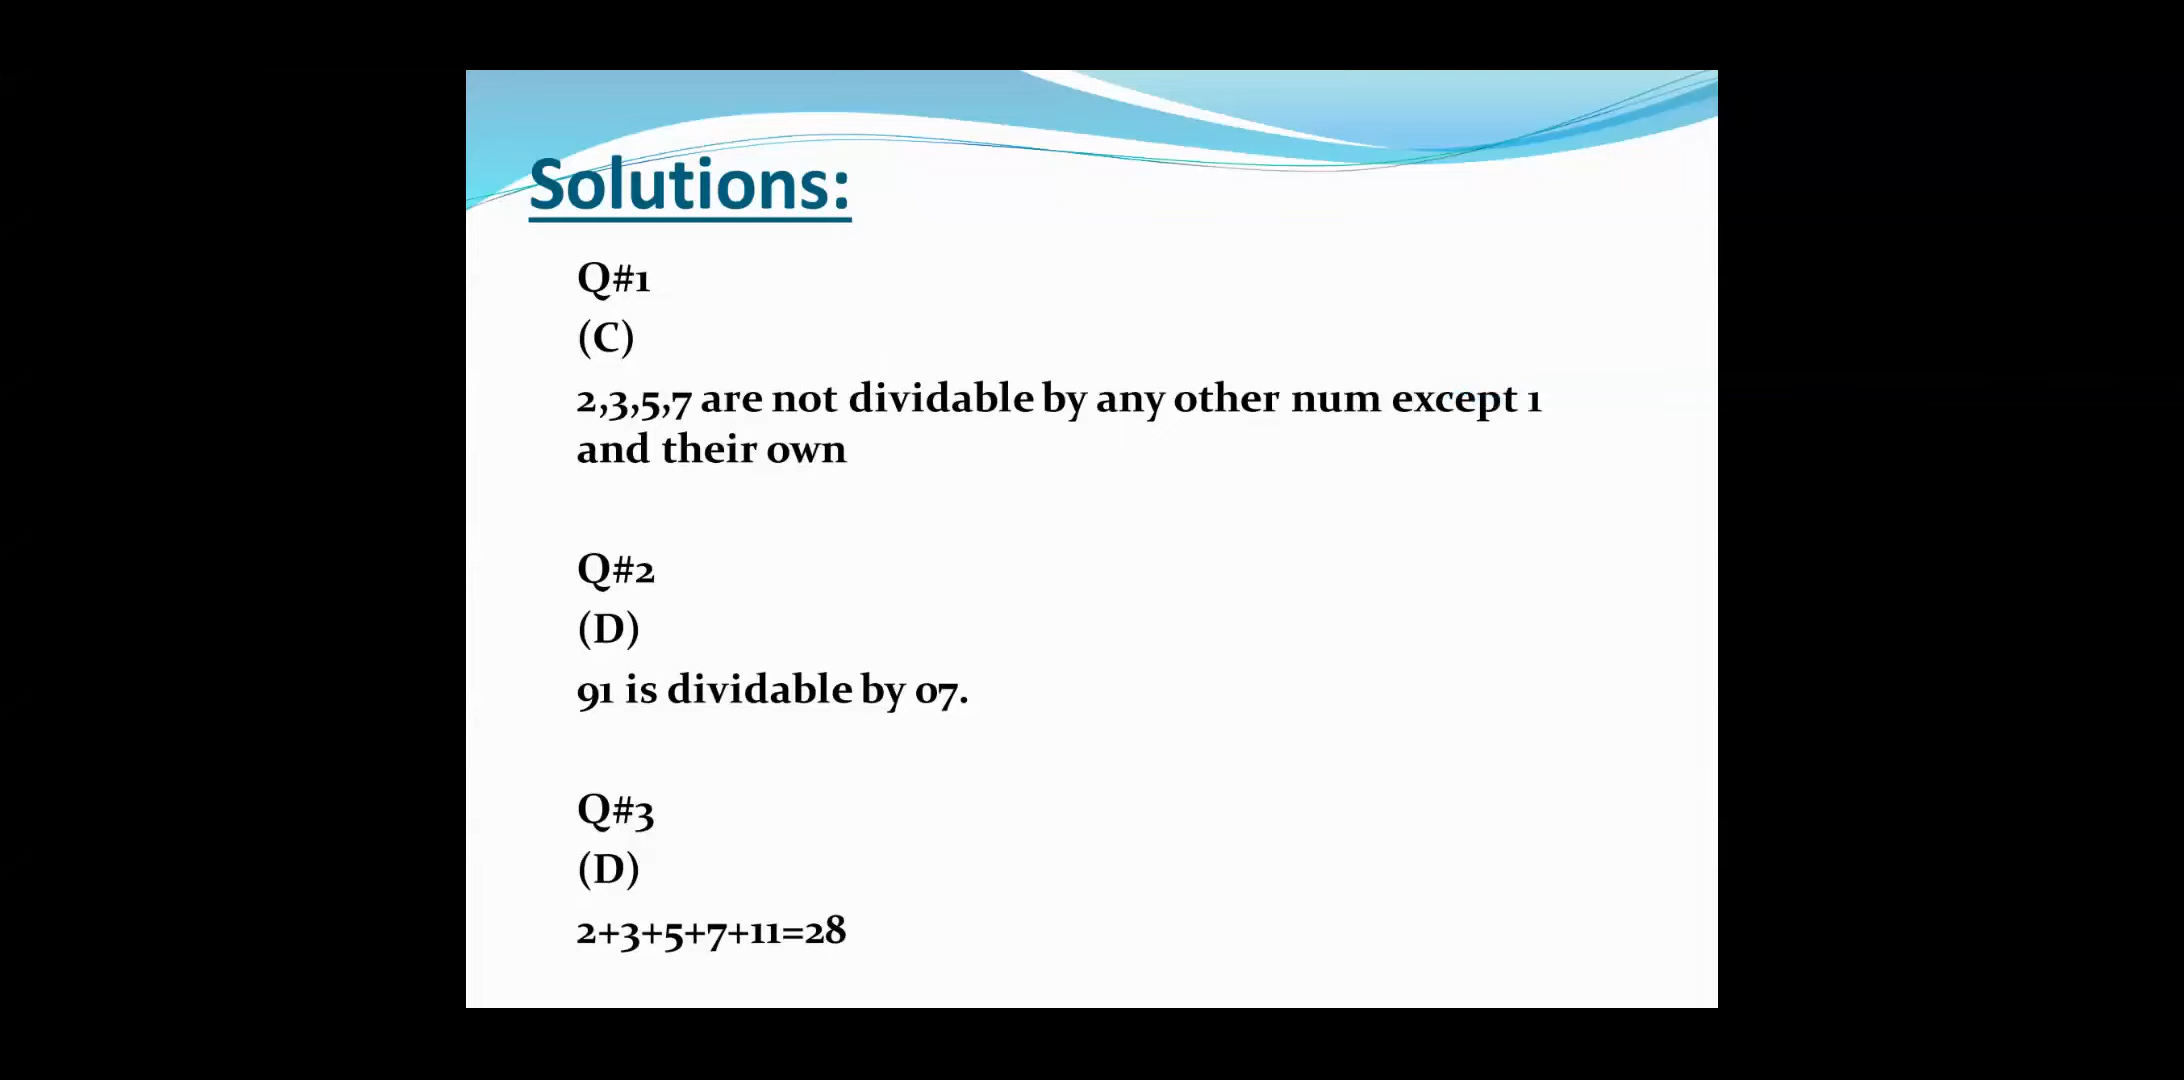 Solutions:
Q#1
(C)
2,3,5,7 are not dividable by any other num except 1
and their own
Q#2
(D)
91 is dividable by 07.
Q#3
(D)
2+3+5+7+11=28